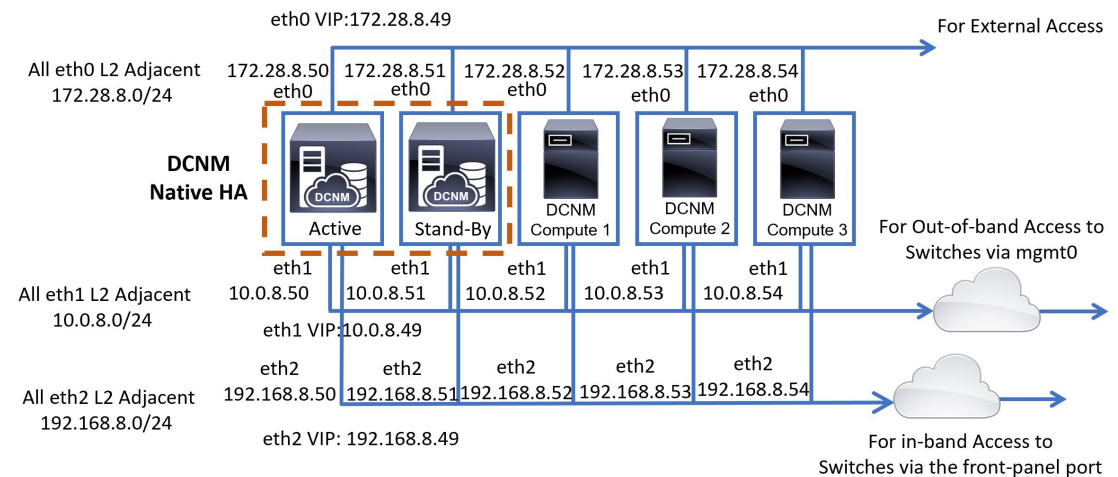 eth0 VIP:172.28.8.49
For External Access
All eth0 L2 Adjacent
172.28.8.0/24
172.28.8.50
eth0
172.28.8.51
eth0
172.28.8.52
eth0
172.28.8.53
eth0
172.28.8.54
eth0
DCNM
Native HA
DCNM
Active
DCNM
Stand-By
DCNM
Compute 1
DCNM
Compute 2
DCNM
Compute 3
For Out-of-band Access to
Switches via mgmt0
All eth1 L2 Adjacent
10.0.8.0/24
eth1
10.0.8.50
eth1
10.0.8.51
eth1
10.0.8.52
eth1
10.0.8.53
eth1
10.0.8.54
eth1 VIP:10.0.8.49
All eth2 L2 Adjacent
192.168.8.0/24
eth2
192.168.8.50
eth2
192.168.8.51
eth2
192.168.8.52
eth2
192.168.8.53
eth2
192.168.8.54
eth2 VIP: 192.168.8.49
For in-band Access to
Switches via the front-panel port